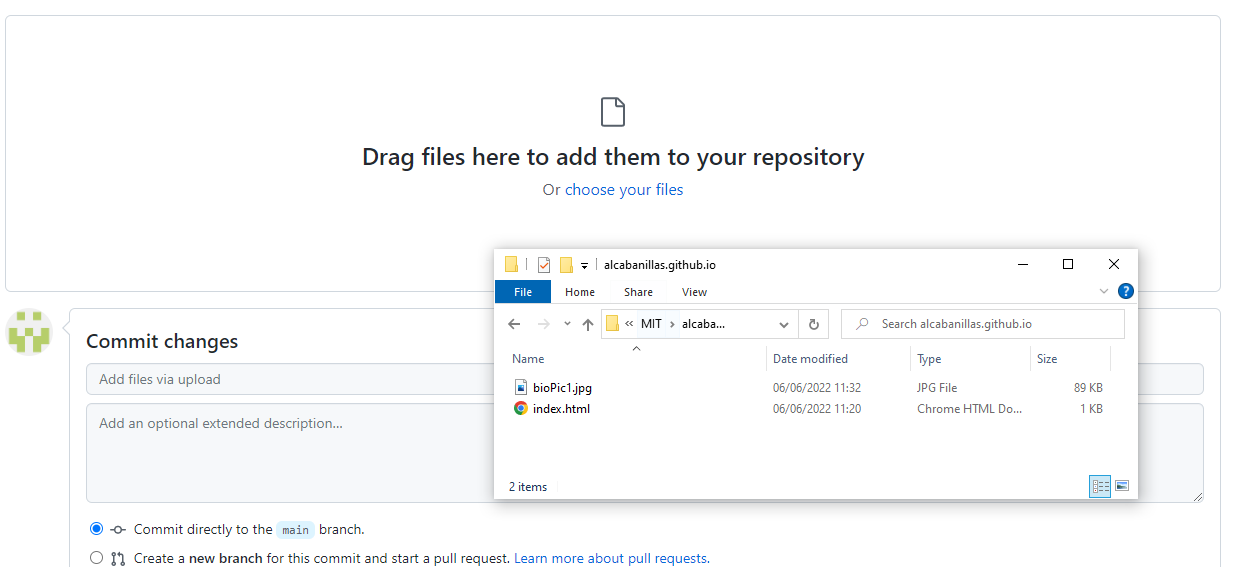 Drag files here to add them to your repository
Or choose your files
alcabanillas.github.io
File Home Share View
?
« MIT › alcaba... Search alcabanillas.github.io
Name Date modified Type Size
bioPic1.jpg 06/06/2022 11:32 JPG File 89 KB
index.html 06/06/2022 11:20 Chrome HTML Do... 1 KB
2 items
Commit changes
Add files via upload
Add an optional extended description...
Commit directly to the main branch.
Create a new branch for this commit and start a pull request. Learn more about pull requests.